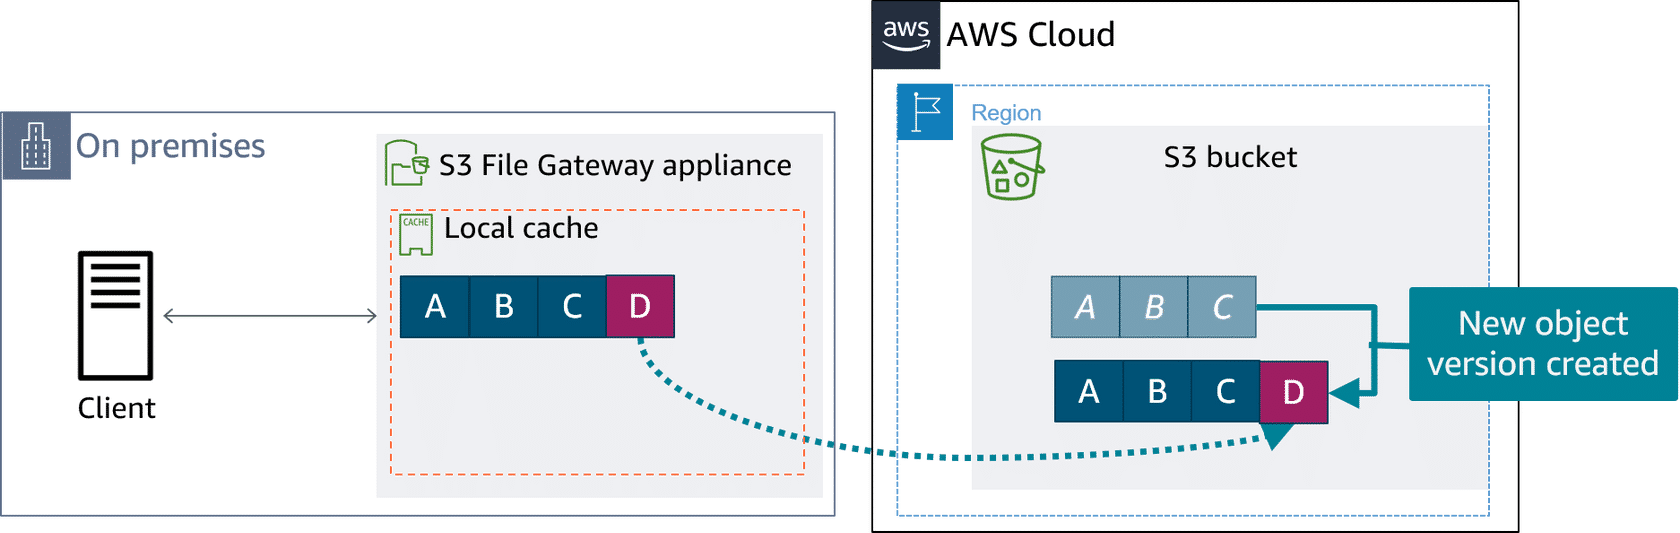 On premises
S3 File Gateway appliance
CACHE
Local cache
A B C D
Client
aws
AWS Cloud
Region
S3 bucket
A B C
A B C D
New object
version created